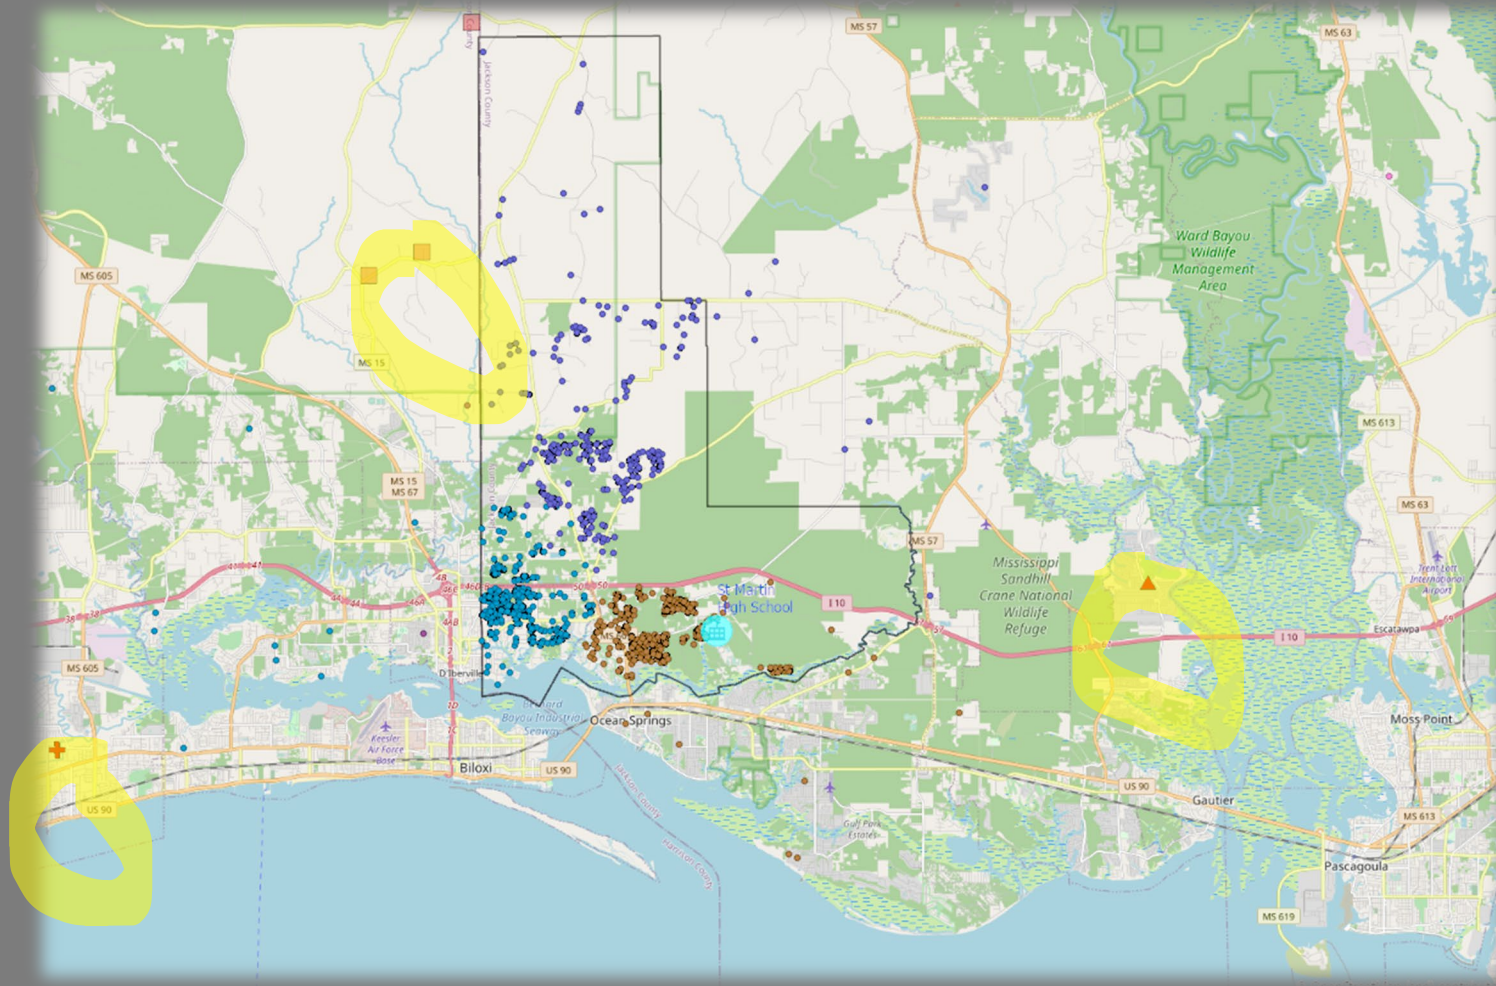 MS 57
MS 63
County
Jackson County
Ward Bayou
Wildlife
Management
Area
MS 605
MS 15
MS 613
MS 15
MS 67
MS 63
MS 57
Mississippi
Sandhill
Crane National
Wildlife
Refuge
Trent Lott
International
Airport
St Martin
High School
I 10
I 10
Escatawpa
MS 605
D'Iberville
Moss Point
Ocean Springs
Bayou Industrial
Seaway
Keesler
Air Force
Base
Biloxi
US 90
US 90
US 90
Gautier
Jackson County
Harrison County
Gulf Park
Estates
MS 613
Pascagoula
MS 619